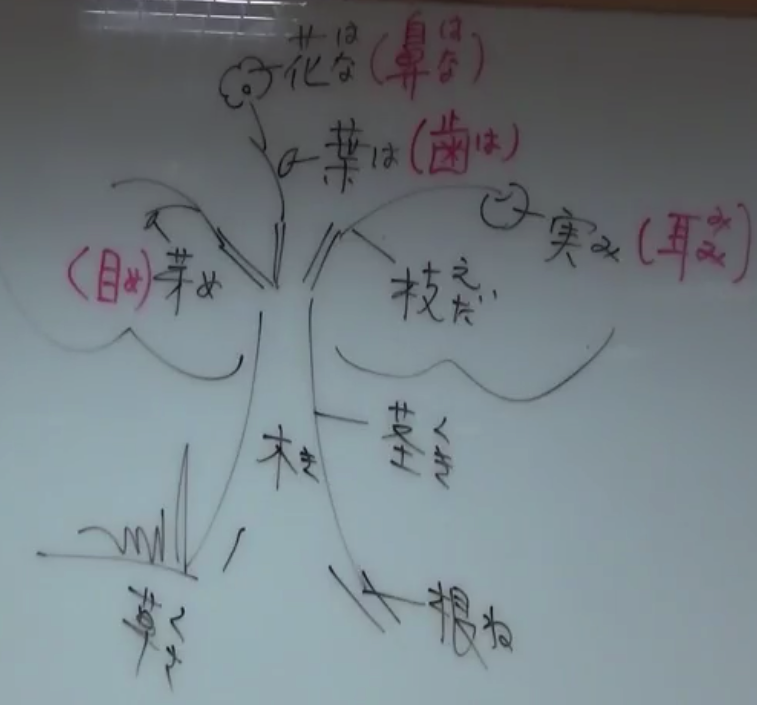 花はな(鼻はな)
葉は(歯は)
実み(耳みみ)
(目め)芽め
枝えだ
茎くき
木き
草くさ
根ね